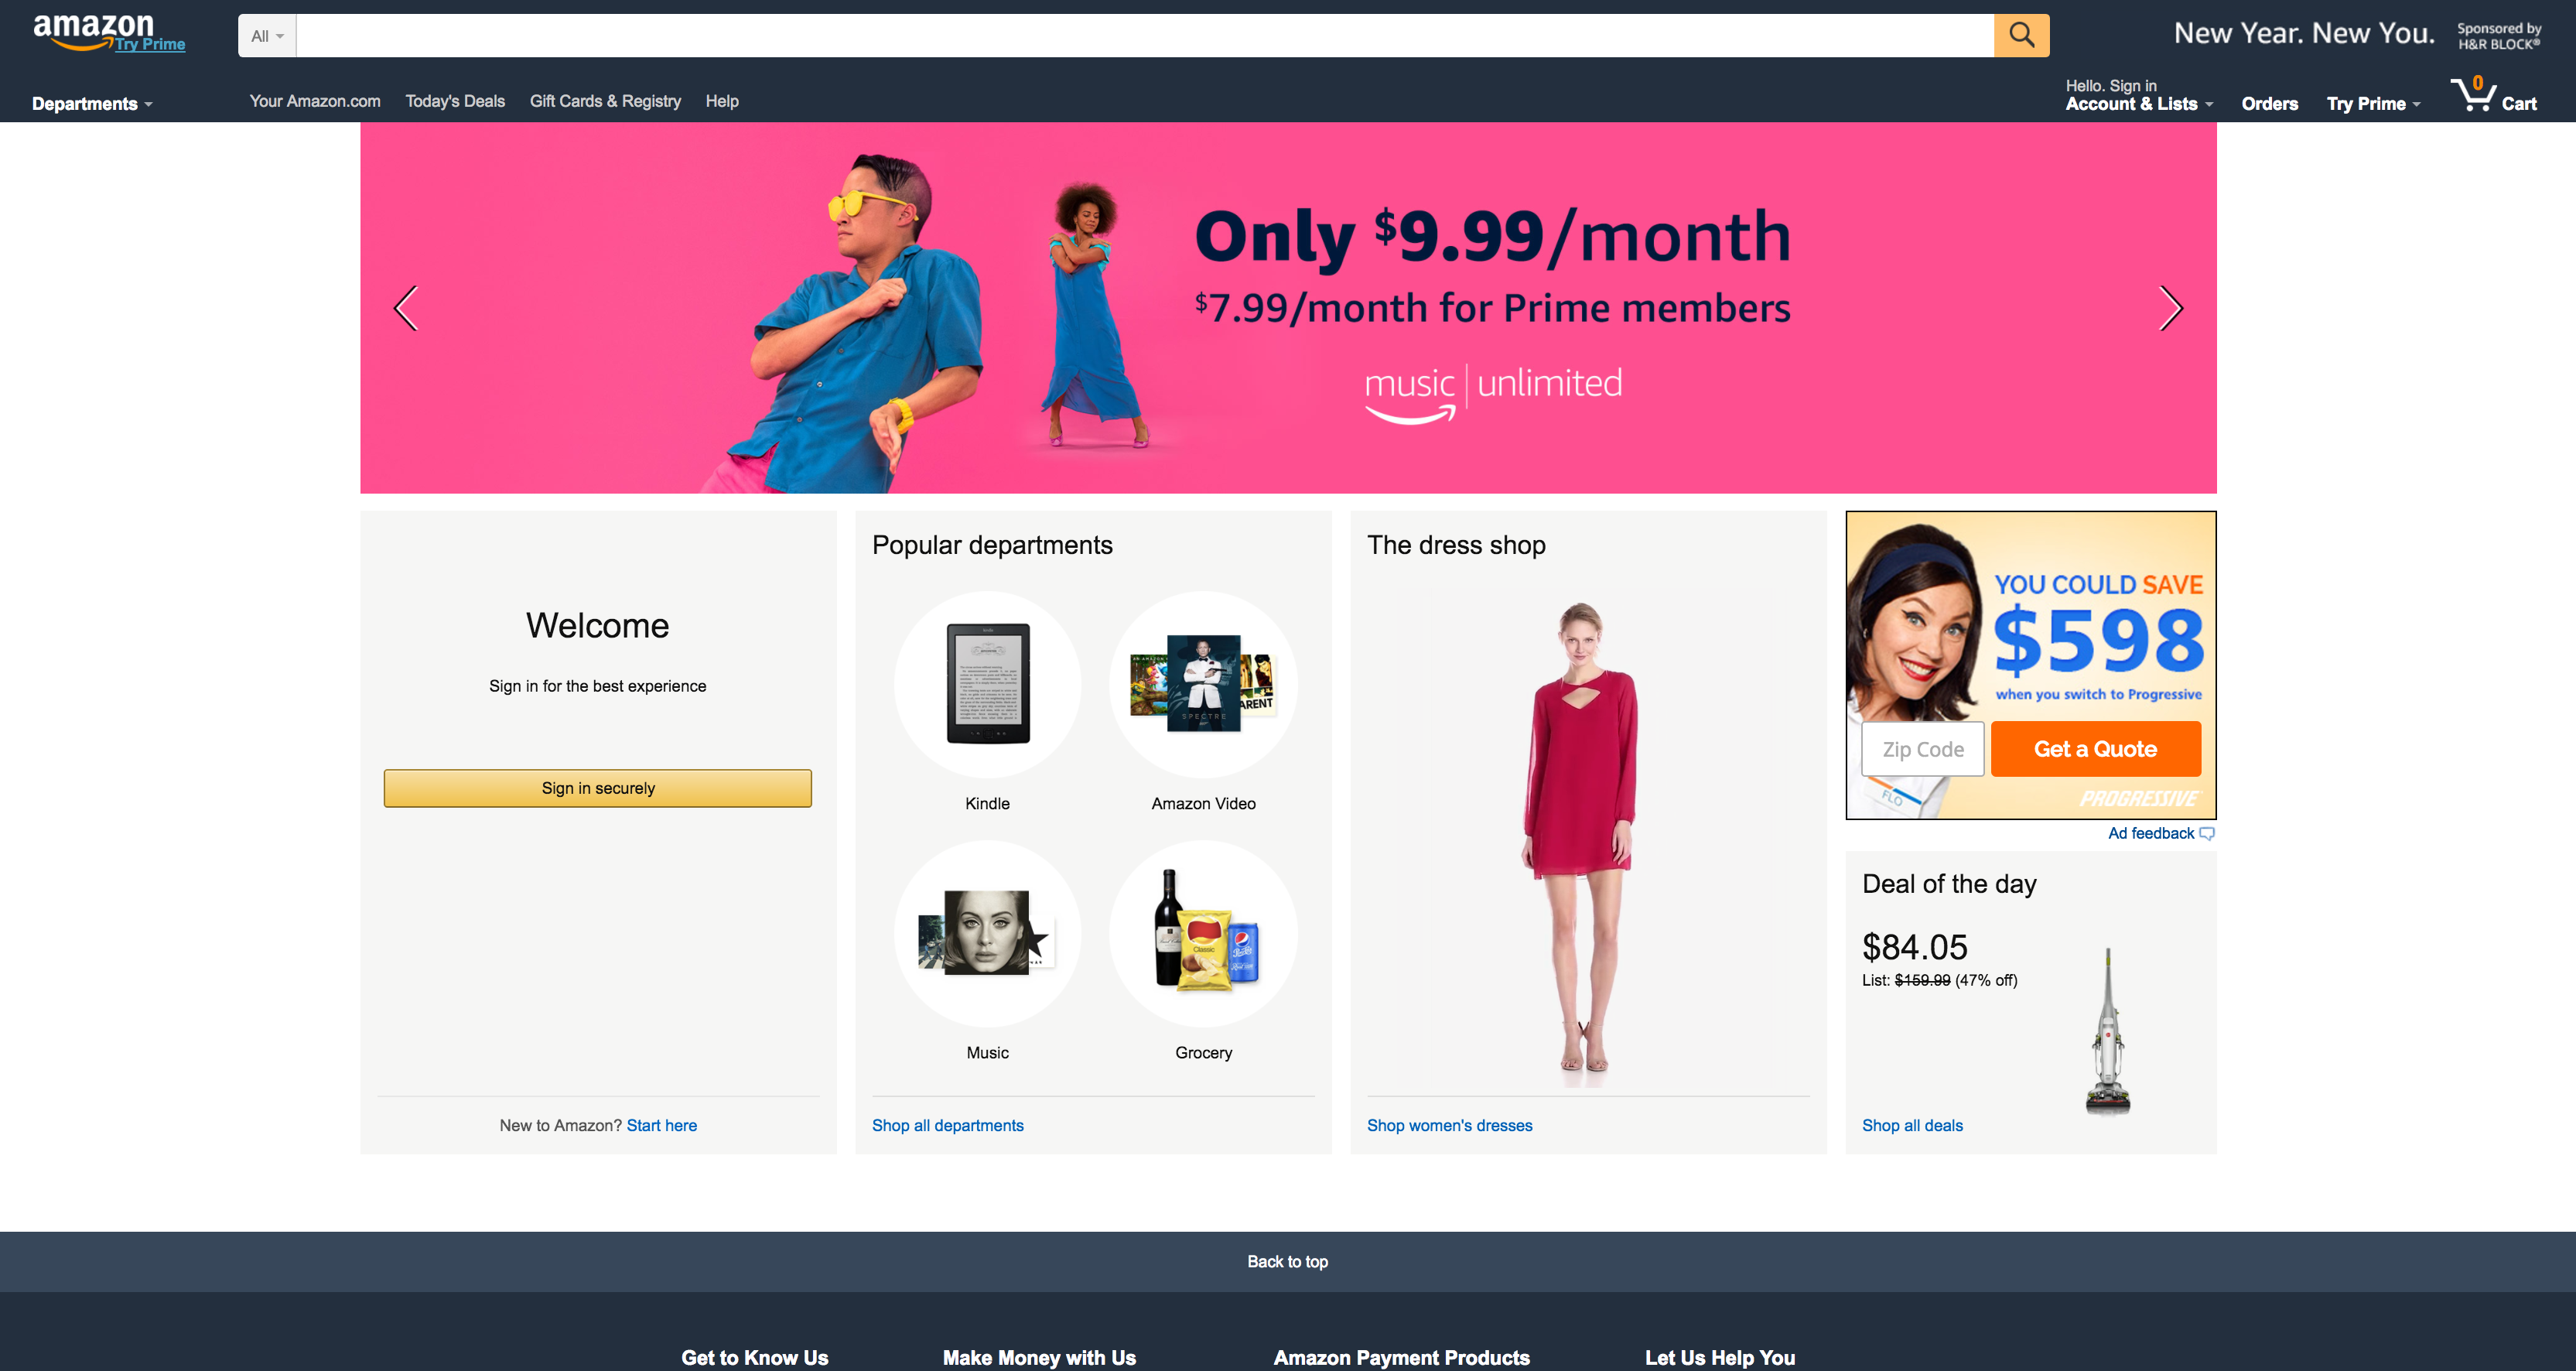 amazon
Try Prime
All
New Year. New You.
Sponsored by
H&R BLOCK®
Departments
Your Amazon.com
Today's Deals
Gift Cards & Registry
Help
Hello. Sign in
Account & Lists
Orders
Try Prime
0
Cart
Only $9.99/month
$7.99/month for Prime members
music | unlimited
Welcome
Sign in for the best experience
Sign in securely
New to Amazon? Start here
Popular departments
SPECTRE
ARENT
Kindle
Amazon Video
Classic
Music
Grocery
Shop all departments
The dress shop
Shop women's dresses
YOU COULD SAVE
$598
when you switch to Progressive
Zip Code
Get a Quote
FLO
PROGRESSIVE
Ad feedback
Deal of the day
$84.05
List: $159.99 (47% off)
Shop all deals
Back to top
Get to Know Us
Make Money with Us
Amazon Payment Products
Let Us Help You